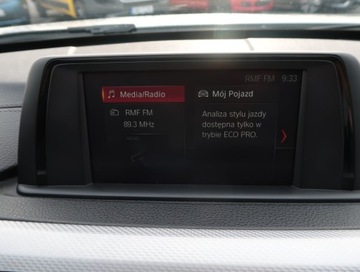 RMF FM 9:33
Media/Radio
RMF FM
89.3 MHz
Mój Pojazd
Analiza stylu jazdy
dostępna tylko w
trybie ECO PRO.